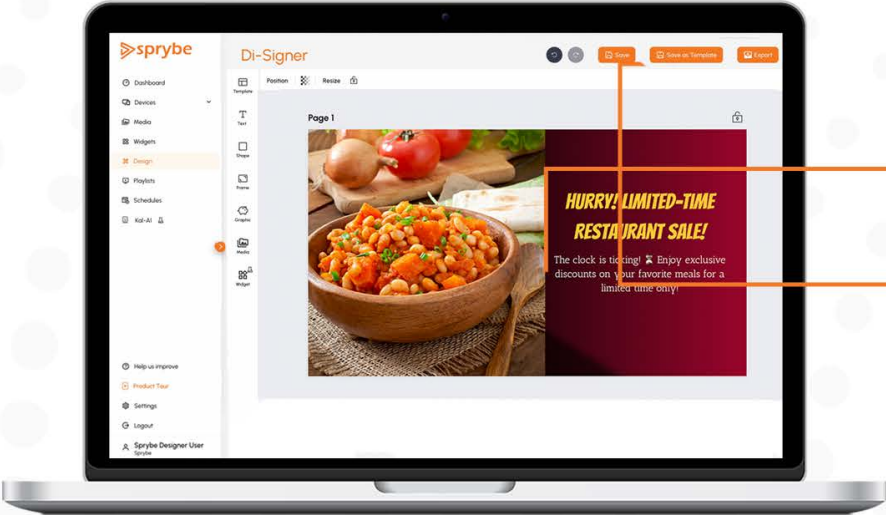 sprybe
Di-Signer
Save
Save as Template
Export
Dashboard
Devices
Media
Widgets
Design
Playlists
Schedules
Kal-AI
Help us improve
Product Tour
Settings
Logout
Sprybe Designer User
Sprybe
Template
Text
Shape
Frame
Graphic
Media
Widget
Position
Resize
Page 1
HURRY! LIMITED-TIME
RESTAURANT SALE!
The clock is ticking! ⌛ Enjoy exclusive
discounts on your favorite meals for a
limited time only!